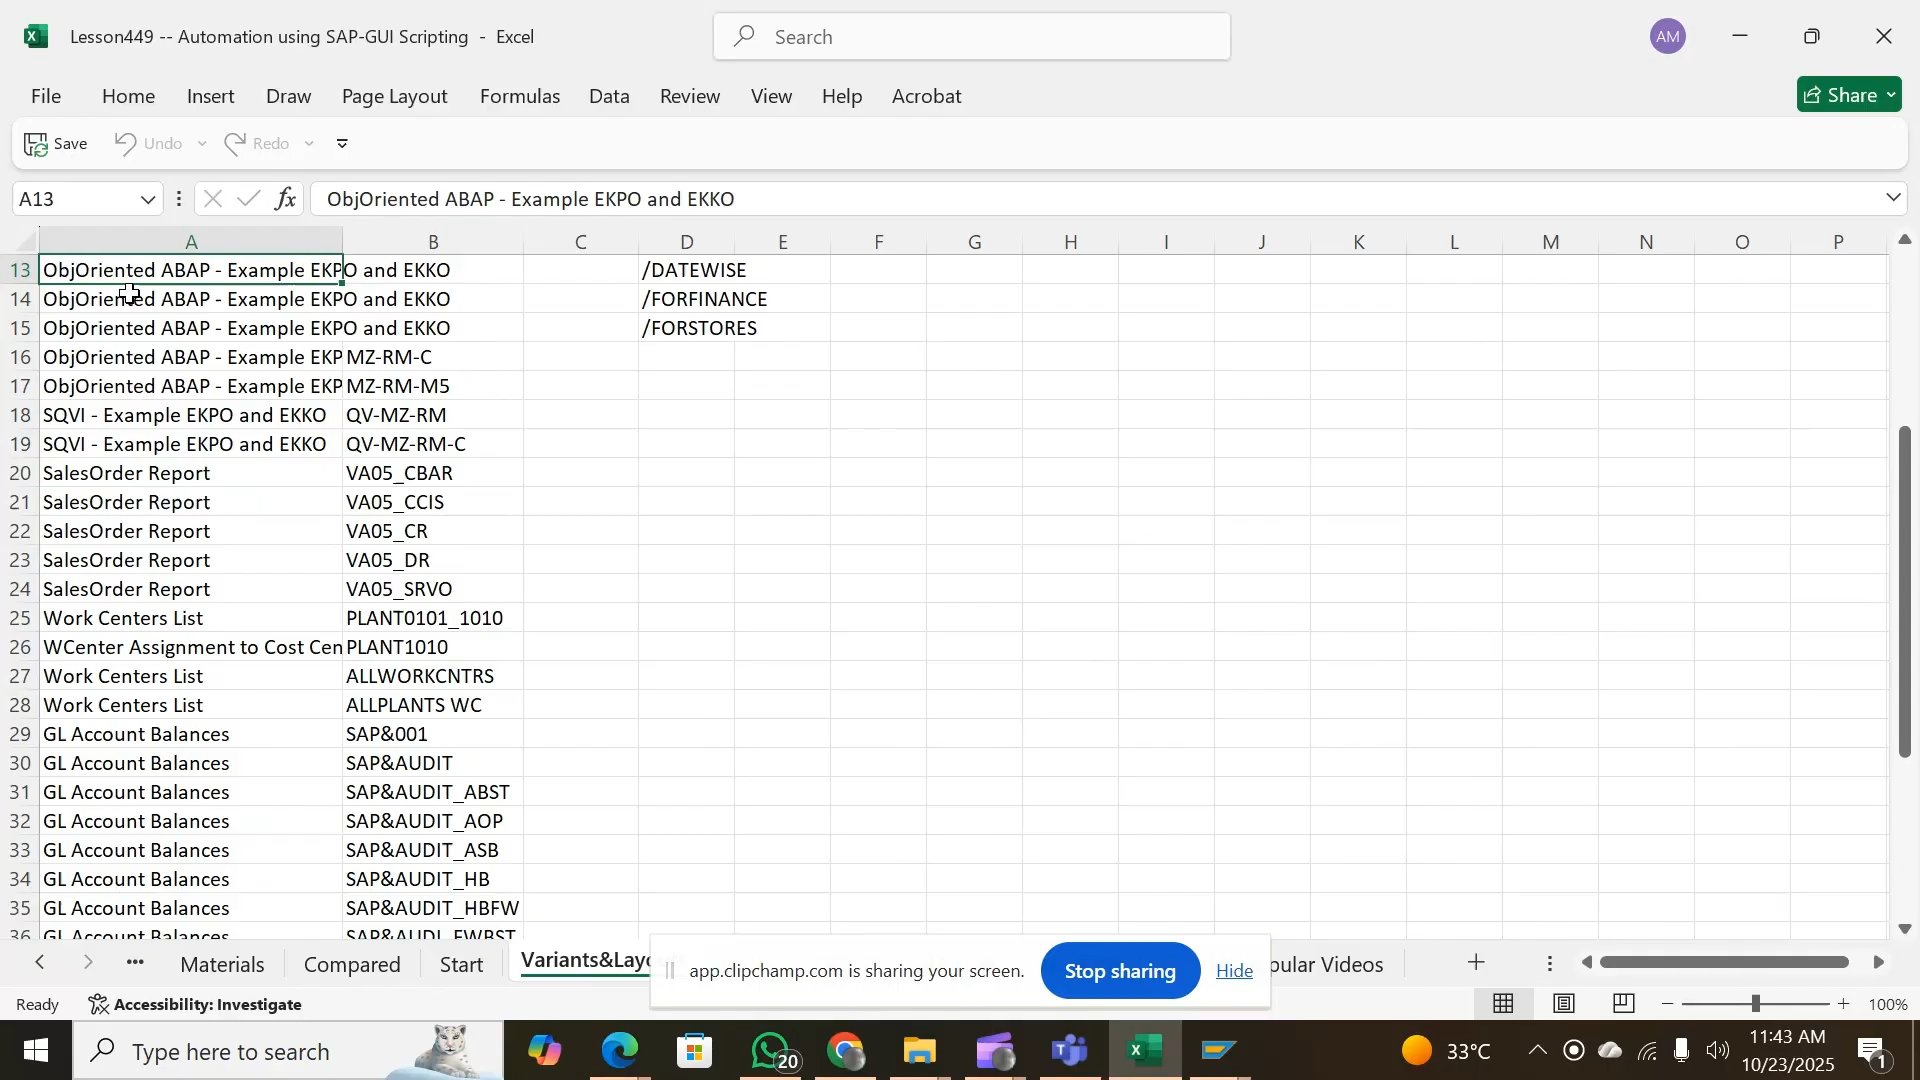 Lesson449 -- Automation using SAP-GUI Scripting - Excel
Search
AM
File Home Insert Draw Page Layout Formulas Data Review View Help Acrobat
Share
Save Undo Redo
A13 fx ObjOriented ABAP - Example EKPO and EKKO
A B C D E F G H I J K L M N O P
13 ObjOriented ABAP - Example EKPO and EKKO /DATEWISE
14 ObjOriented ABAP - Example EKPO and EKKO /FORFINANCE
15 ObjOriented ABAP - Example EKPO and EKKO /FORSTORES
16 ObjOriented ABAP - Example EKP MZ-RM-C
17 ObjOriented ABAP - Example EKP MZ-RM-M5
18 SQVI - Example EKPO and EKKO QV-MZ-RM
19 SQVI - Example EKPO and EKKO QV-MZ-RM-C
20 SalesOrder Report VA05_CBAR
21 SalesOrder Report VA05_CCIS
22 SalesOrder Report VA05_CR
23 SalesOrder Report VA05_DR
24 SalesOrder Report VA05_SRVO
25 Work Centers List PLANT0101_1010
26 WCenter Assignment to Cost Cen PLANT1010
27 Work Centers List ALLWORKCNTRS
28 Work Centers List ALLPLANTS WC
29 GL Account Balances SAP&001
30 GL Account Balances SAP&AUDIT
31 GL Account Balances SAP&AUDIT_ABST
32 GL Account Balances SAP&AUDIT_AOP
33 GL Account Balances SAP&AUDIT_ASB
34 GL Account Balances SAP&AUDIT_HB
35 GL Account Balances SAP&AUDIT_HBFW
36 GL Account Balances
Materials Compared Start Variants&Layo pular Videos
app.clipchamp.com is sharing your screen. Stop sharing Hide
Ready Accessibility: Investigate 100%
Type here to search 20 33°C 11:43 AM 1
10/23/2025